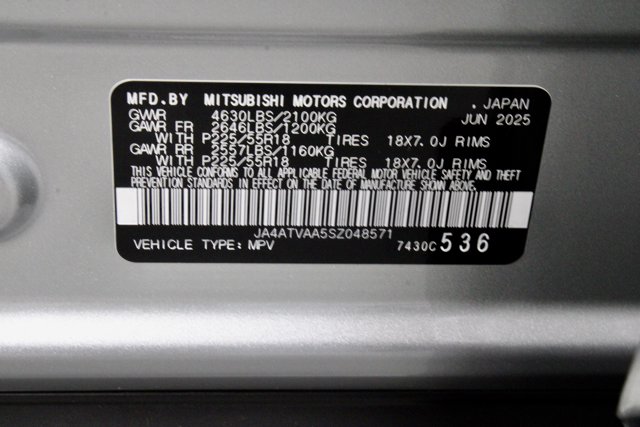 MFD.BY MITSUBISHI MOTORS CORPORATION . JAPAN
GVWR 4630LBS/2100KG JUN 2025
GAWR FR 2646LBS/1200KG
WITH P225/55R18 TIRES 18X7.0J RIMS
GAWR RR 2557LBS/1160KG
WITH P225/55R18 TIRES 18X7.0J RIMS
THIS VEHICLE CONFORMS TO ALL APPLICABLE FEDERAL MOTOR VEHICLE SAFETY AND THEFT
PREVENTION STANDARDS IN EFFECT ON THE DATE OF MANUFACTURE SHOWN ABOVE.
JA4ATVAA5SZ048571
VEHICLE TYPE: MPV 7430C 536